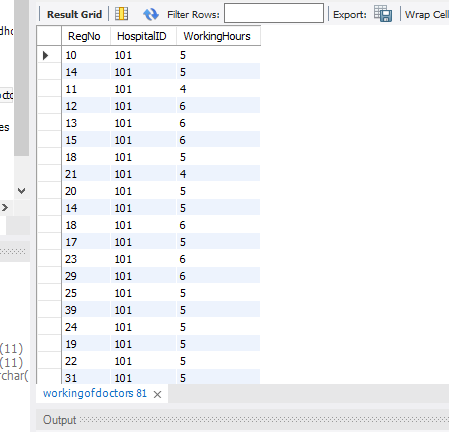 Result Grid Filter Rows: Export: Wrap Cell
RegNo HospitalID WorkingHours
10 101 5
14 101 5
11 101 4
12 101 6
13 101 6
15 101 6
18 101 5
21 101 4
20 101 5
14 101 5
18 101 6
17 101 5
23 101 6
29 101 6
25 101 5
39 101 5
24 101 5
19 101 5
22 101 5
31 101 5
workingofdoctors 81
Output
dho
octo
es
(11)
(11)
rchar(